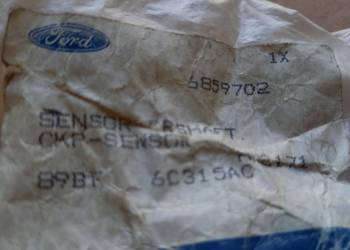 Ford
1X
6859702
SENSOR
CKP-SENSOR
89BF 6C315AC